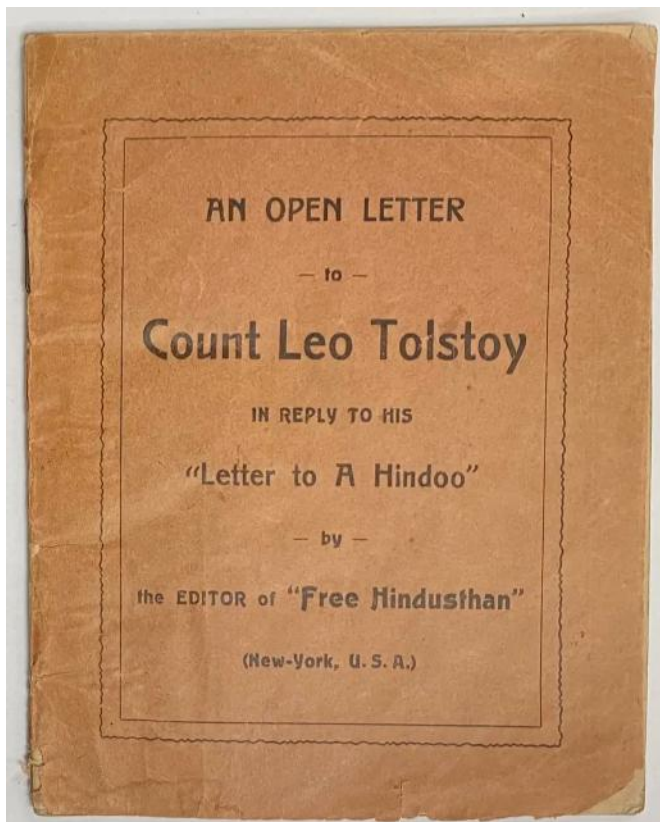 AN OPEN LETTER
— to —
Count Leo Tolstoy
IN REPLY TO HIS
"Letter to A Hindoo"
— by —
the EDITOR of "Free Hindusthan"
(New-York, U. S. A.)